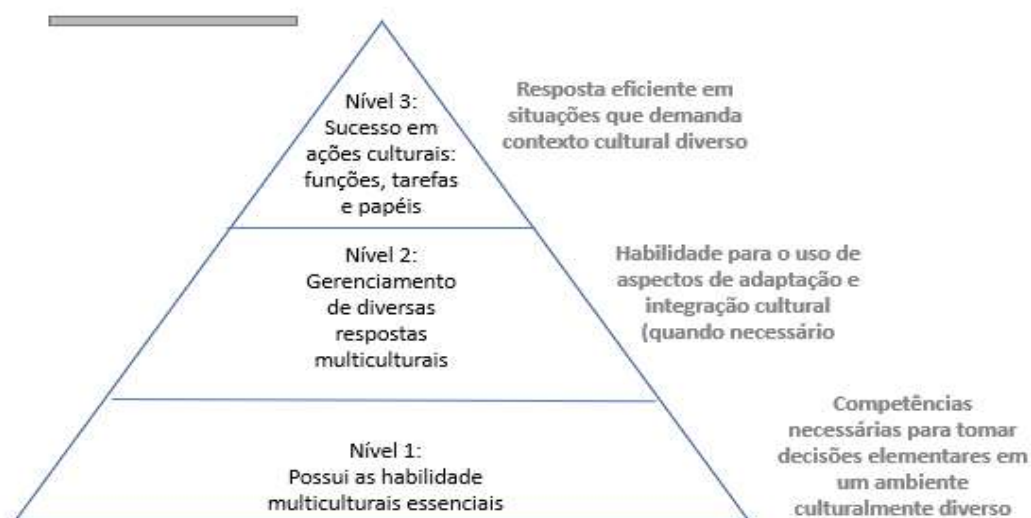 Nível 3:
Sucesso em
ações culturais:
funções, tarefas
e papéis
Resposta eficiente em
situações que demanda
contexto cultural diverso
Nível 2:
Gerenciamento
de diversas
respostas
multiculturais
Habilidade para o uso de
aspectos de adaptação e
integração cultural
(quando necessário
Nível 1:
Possui as habilidade
multiculturais essenciais
Competências
necessárias para tomar
decisões elementares em
um ambiente
culturalmente diverso